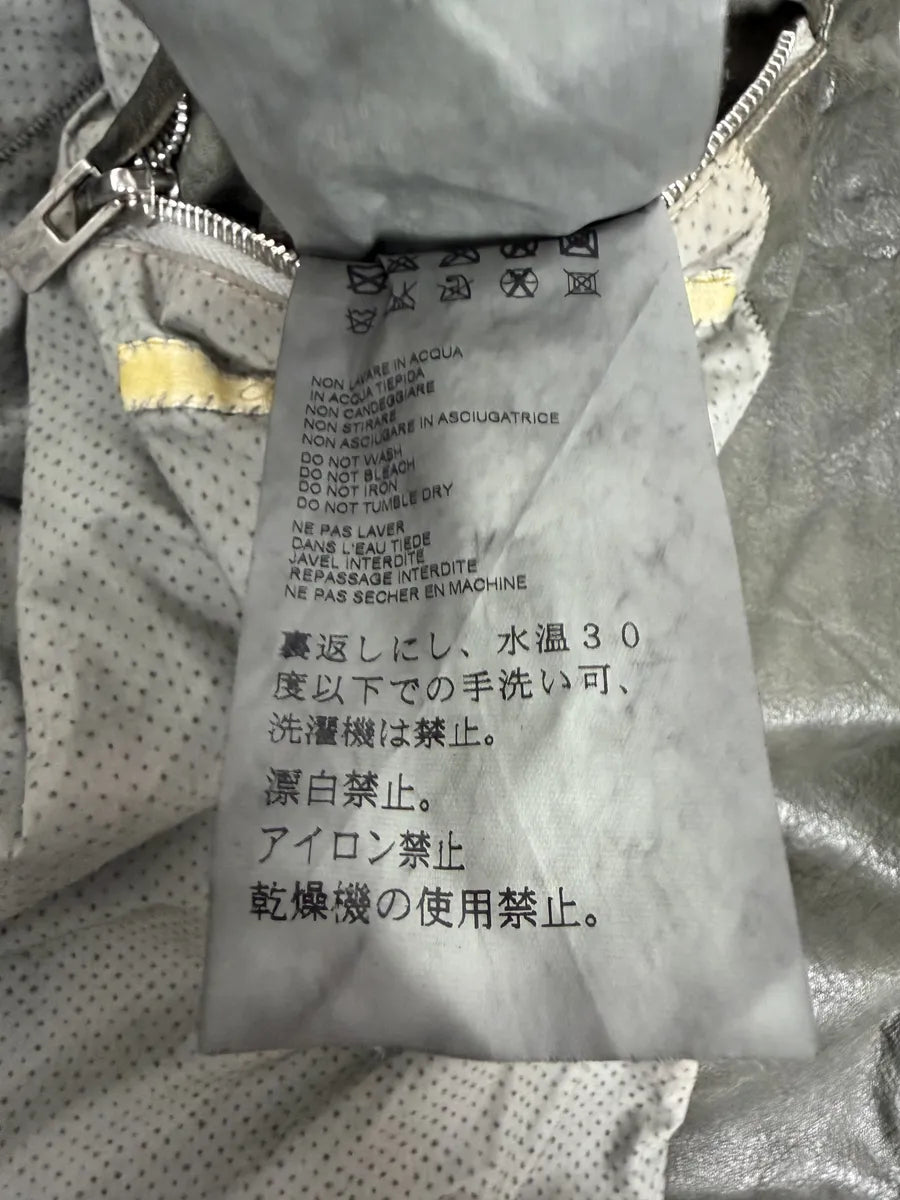 NON LAVARE IN ACQUA
IN ACQUA TIEPIDA
NON CANDEGGIARE
NON STIRARE
NON ASCIUGARE IN ASCIUGATRICE
DO NOT WASH
DO NOT BLEACH
DO NOT IRON
DO NOT TUMBLE DRY
NE PAS LAVER
DANS L'EAU TIEDE
JAVEL INTERDITE
REPASSAGE INTERDITE
NE PAS SECHER EN MACHINE
裏返しにし、水温30
度以下での手洗い可、
洗濯機は禁止。
漂白禁止。
アイロン禁止
乾燥機の使用禁止。